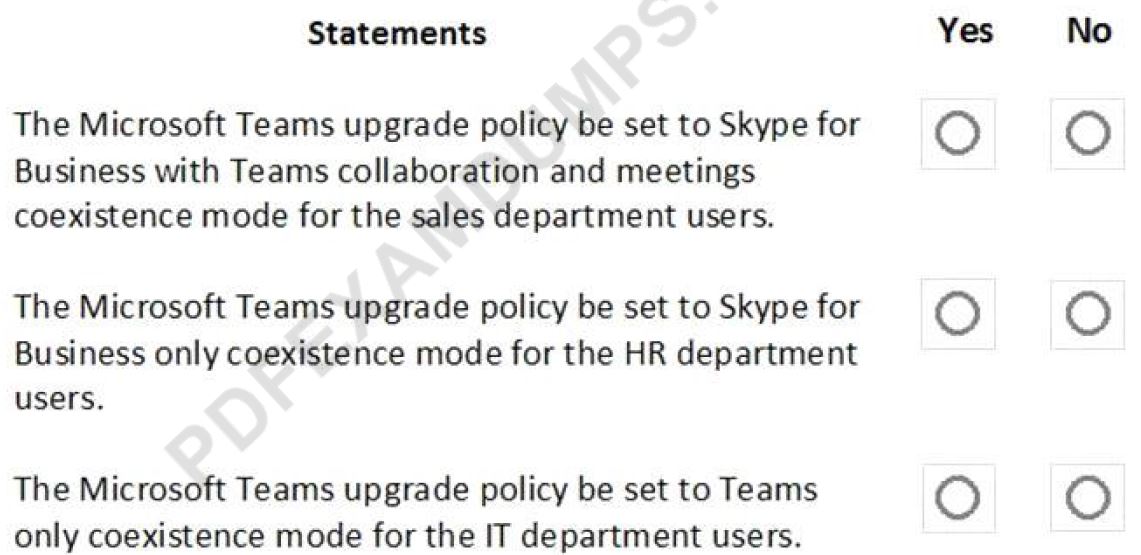 Statements Yes No
The Microsoft Teams upgrade policy be set to Skype for
Business with Teams collaboration and meetings
coexistence mode for the sales department users.
The Microsoft Teams upgrade policy be set to Skype for
Business only coexistence mode for the HR department
users.
The Microsoft Teams upgrade policy be set to Teams
only coexistence mode for the IT department users.
PDFEXAMDUMPS.